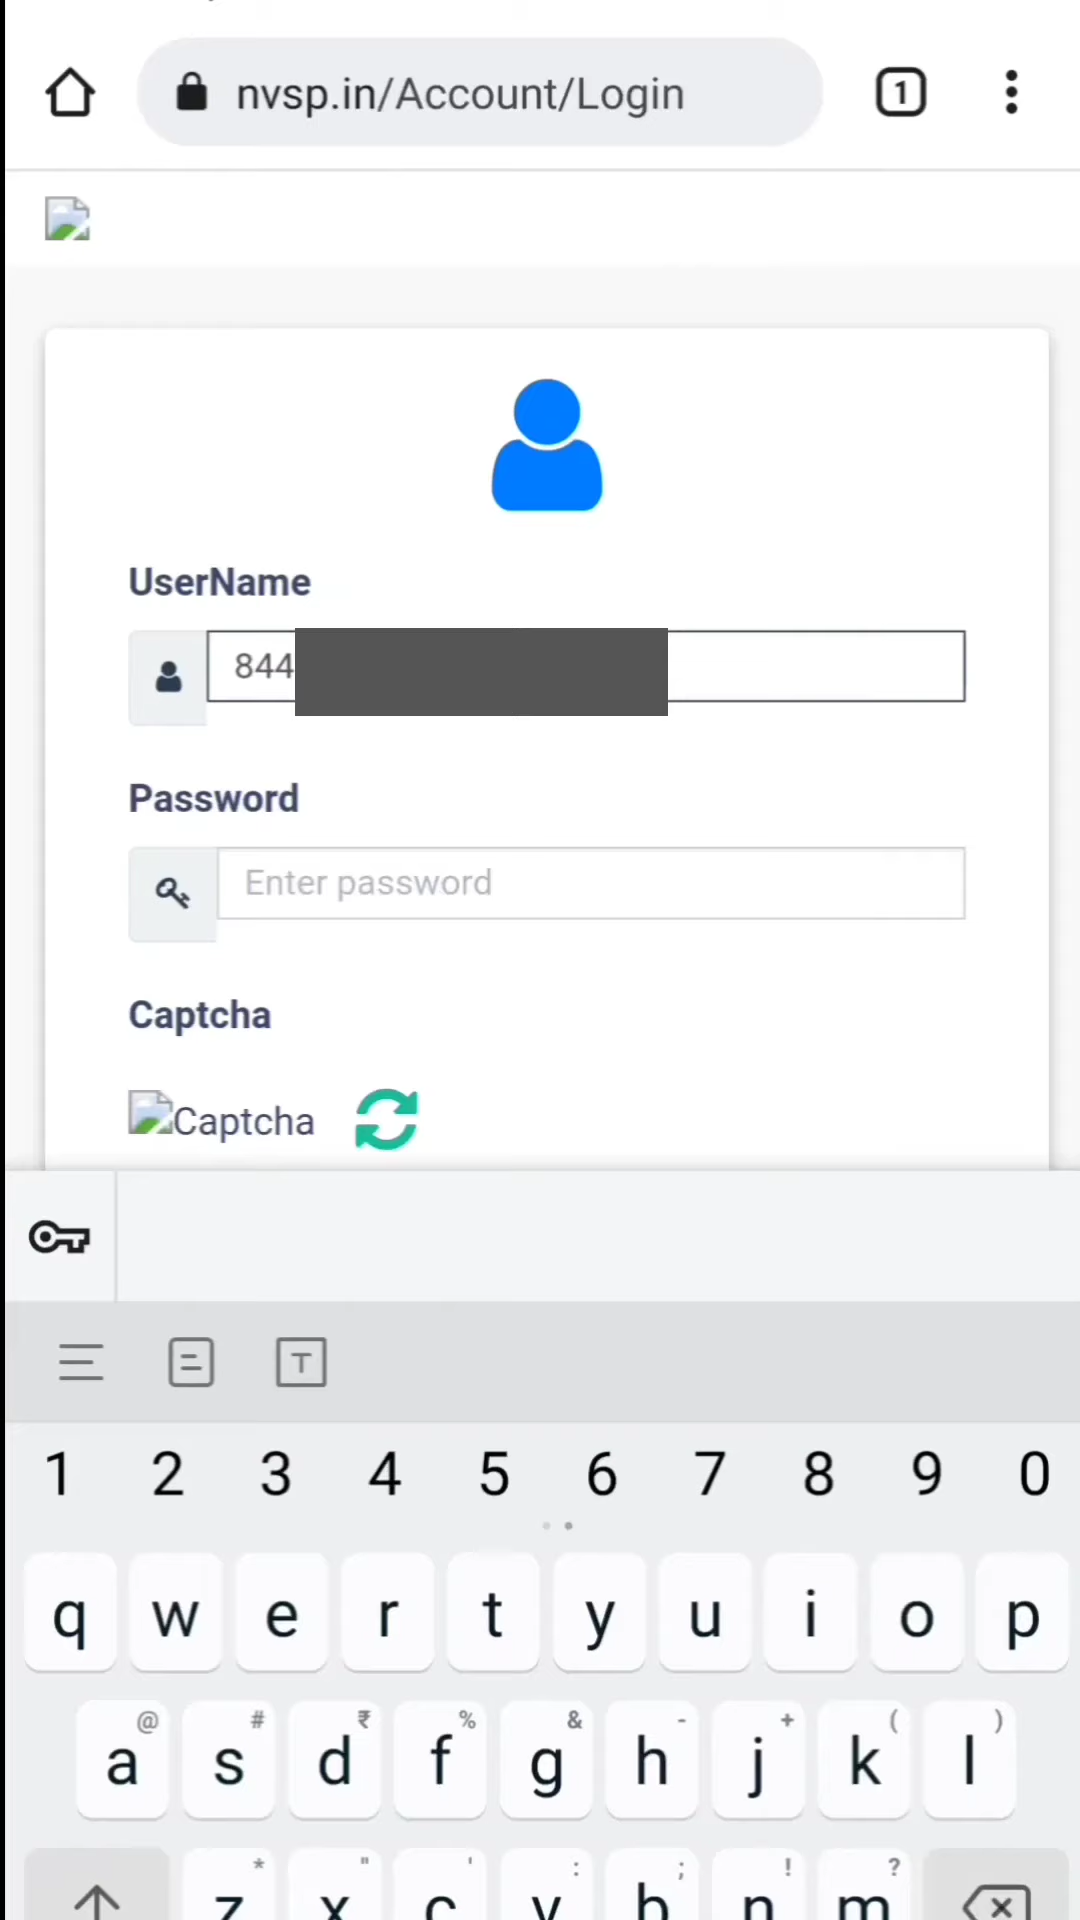 nvsp.in/Account/Login
1
UserName
844
Password
Enter password
Captcha
Captcha
T
1 2 3 4 5 6 7 8 9 0
q w e r t y u i o p
@ # ₹ % & - + ( )
a s d f g h j k l
* " ' : ; ! ?
z x c v b n m